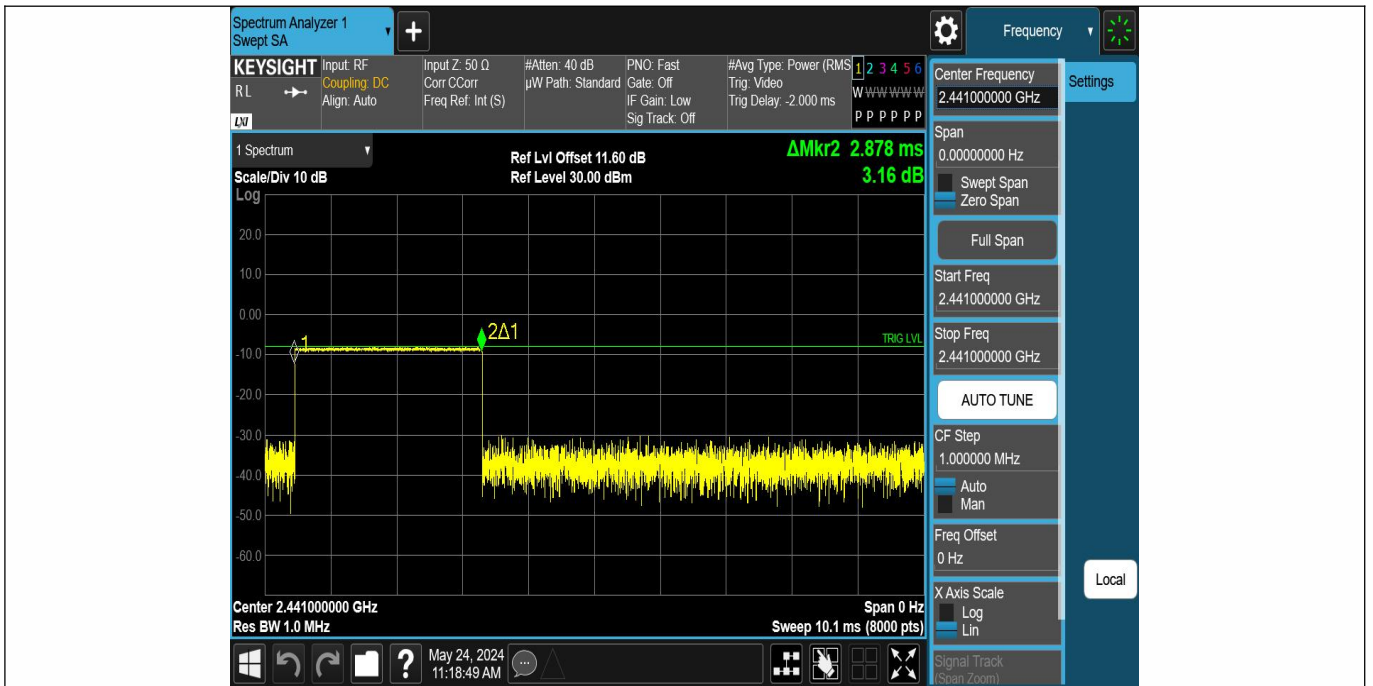 Spectrum Analyzer 1
Swept SA
+
Frequency
KEYSIGHT
RL
LXI
Input: RF
Coupling: DC
Align: Auto
Input Z: 50 Ω
Corr CCorr
Freq Ref: Int (S)
#Atten: 40 dB
µW Path: Standard
PNO: Fast
Gate: Off
IF Gain: Low
Sig Track: Off
#Avg Type: Power (RMS
Trig: Video
Trig Delay: -2.000 ms
1 2 3 4 5 6
W W W W W W
P P P P P P
1 Spectrum
Scale/Div 10 dB
Ref Lvl Offset 11.60 dB
Ref Level 30.00 dBm
ΔMkr2 2.878 ms
3.16 dB
Log
20.0
10.0
0.00
-10.0
-20.0
-30.0
-40.0
-50.0
-60.0
1
2Δ1
TRIG LVL
Center 2.441000000 GHz
Res BW 1.0 MHz
Span 0 Hz
Sweep 10.1 ms (8000 pts)
Center Frequency
2.441000000 GHz
Settings
Span
0.00000000 Hz
Swept Span
Zero Span
Full Span
Start Freq
2.441000000 GHz
Stop Freq
2.441000000 GHz
AUTO TUNE
CF Step
1.000000 MHz
Auto
Man
Freq Offset
0 Hz
X Axis Scale
Log
Lin
Signal Track
(Span Zoom)
Local
?
May 24, 2024
11:18:49 AM